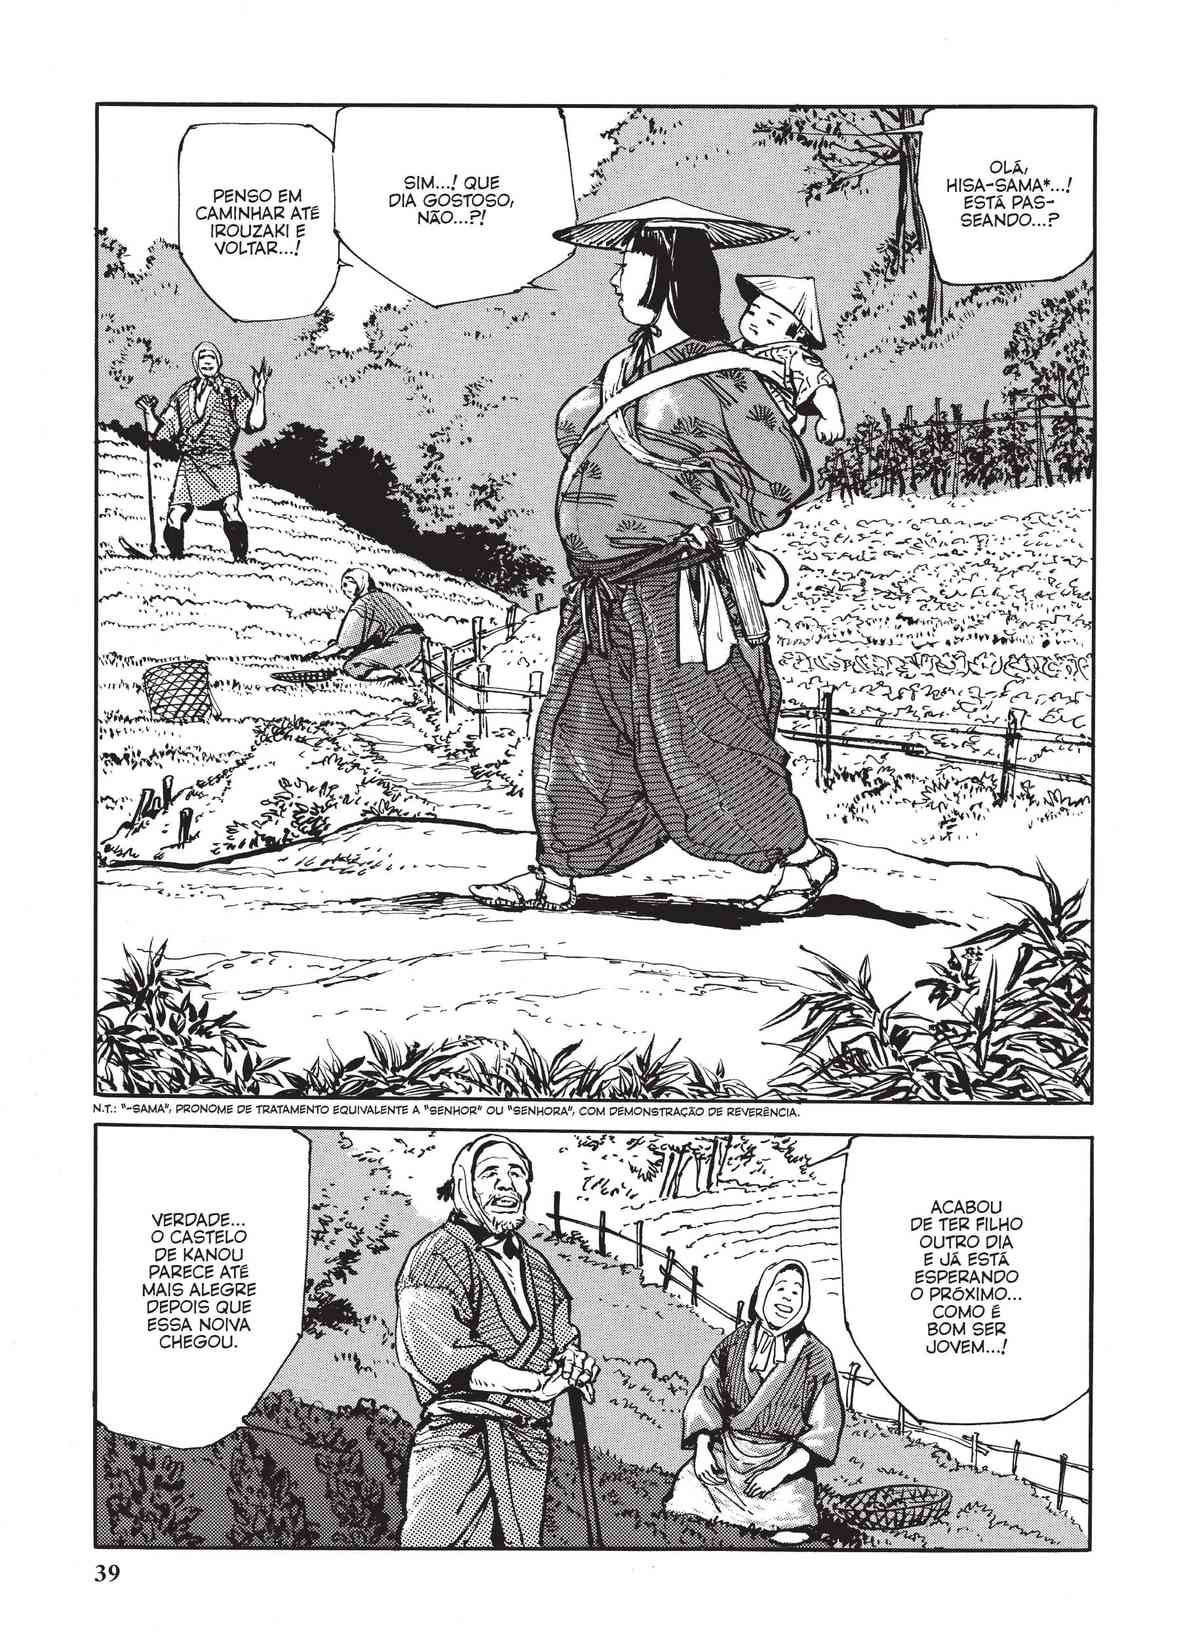 OLÁ,
HISA-SAMA*...!
ESTÁ PAS-
SEANDO...?
SIM...! QUE
DIA GOSTOSO,
NÃO...?!
PENSO EM
CAMINHAR ATÉ
IROUZAKI E
VOLTAR...!
N.T.: "-SAMA", PRONOME DE TRATAMENTO EQUIVALENTE A "SENHOR" OU "SENHORA", COM DEMONSTRAÇÃO DE REVERÊNCIA.
ACABOU
DE TER FILHO
OUTRO DIA
E JÁ ESTÁ
ESPERANDO
O PRÓXIMO...
COMO É
BOM SER
JOVEM...!
VERDADE...
O CASTELO
DE KANOU
PARECE ATÉ
MAIS ALEGRE
DEPOIS QUE
ESSA NOIVA
CHEGOU.
39